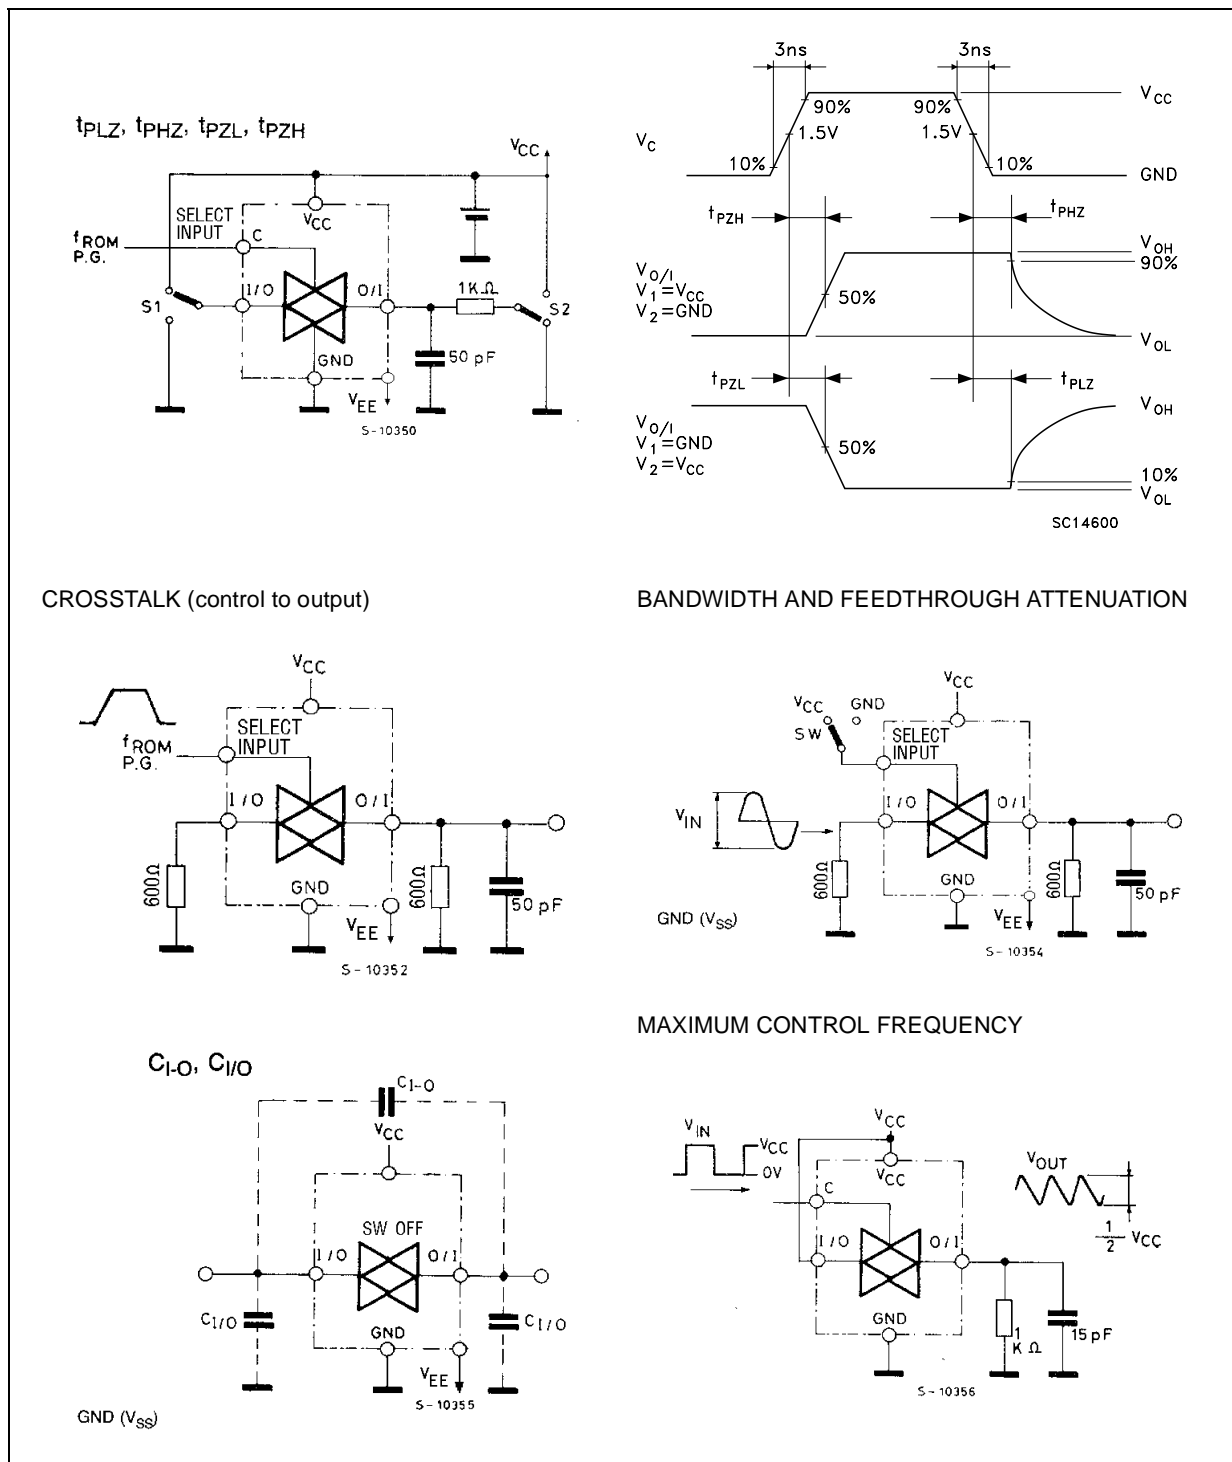 tPLZ, tPHZ, tPZL, tPZH
VCC
VCC
SELECT
INPUT
C
fROM
P.G.
I/O
O/I
1KΩ
S1
S2
GND
50 pF
VEE
S-10350
3ns
3ns
90%
90%
VCC
VC
1.5V
1.5V
10%
10%
GND
tPZH
tPHZ
VOH
90%
VO/I
V1=VCC
V2=GND
50%
VOL
tPZL
tPLZ
VOH
VO/I
V1=GND
V2=VCC
50%
10%
VOL
SC14600
CROSSTALK (control to output)
VCC
SELECT
INPUT
fROM
P.G.
I/O
O/I
600Ω
GND
600Ω
50 pF
VEE
S-10352
BANDWIDTH AND FEEDTHROUGH ATTENUATION
VCC
VCC
GND
SW
SELECT
INPUT
VIN
I/O
O/I
600Ω
GND
600Ω
50 pF
GND (VSS)
VEE
S-10354
CI-O, CI/O
CI-O
VCC
SW OFF
I/O
O/I
CI/O
CI/O
GND
VEE
S-10355
GND (VSS)
MAXIMUM CONTROL FREQUENCY
VIN
VCC
0V
VCC
VCC
C
VOUT
1/2 VCC
I/O
O/I
GND
1
KΩ
15pF
S-10356